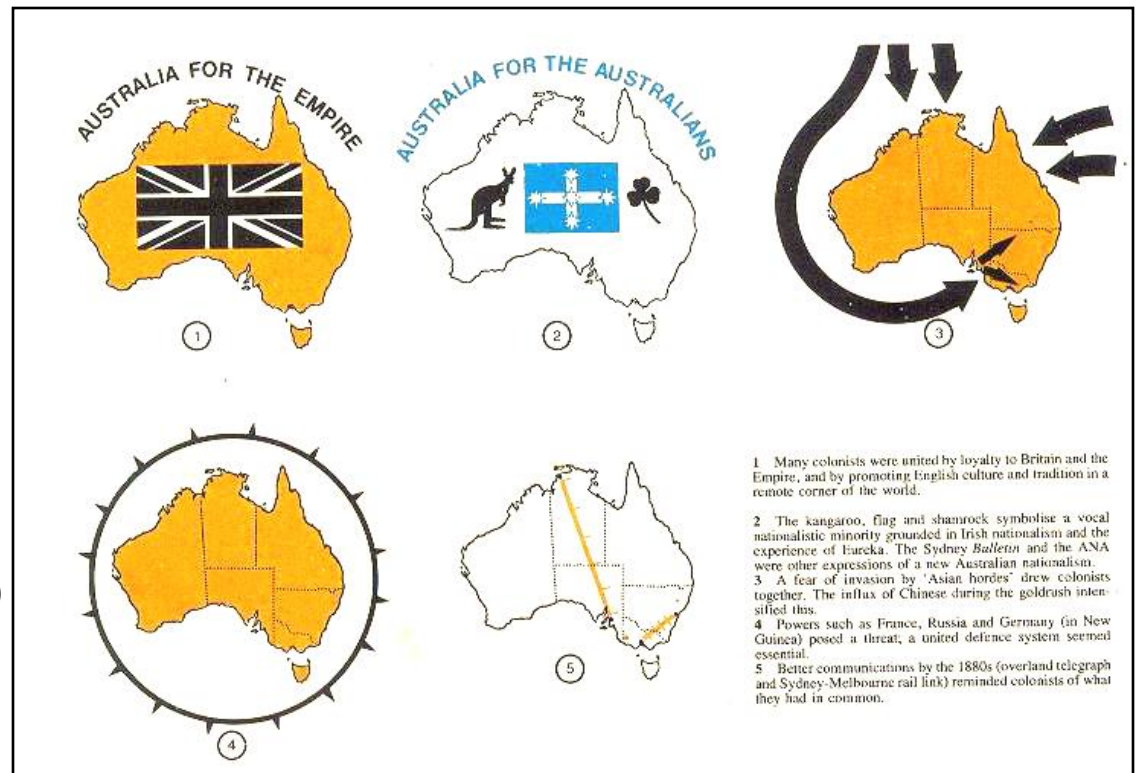 AUSTRALIA FOR THE EMPIRE
1
AUSTRALIA FOR THE AUSTRALIANS
2
3
4
5
1 Many colonists were united by loyalty to Britain and the
Empire, and by promoting English culture and tradition in a
remote corner of the world.
2 The kangaroo, flag and shamrock symbolise a vocal
nationalistic minority grounded in Irish nationalism and the
experience of Eureka. The Sydney Bulletin and the ANA
were other expressions of a new Australian nationalism.
3 A fear of invasion by 'Asian hordes' drew colonists
together. The influx of Chinese during the goldrush inten-
sified this.
4 Powers such as France, Russia and Germany (in New
Guinea) posed a threat; a united defence system seemed
essential.
5 Better communications by the 1880s (overland telegraph
and Sydney-Melbourne rail link) reminded colonists of what
they had in common.